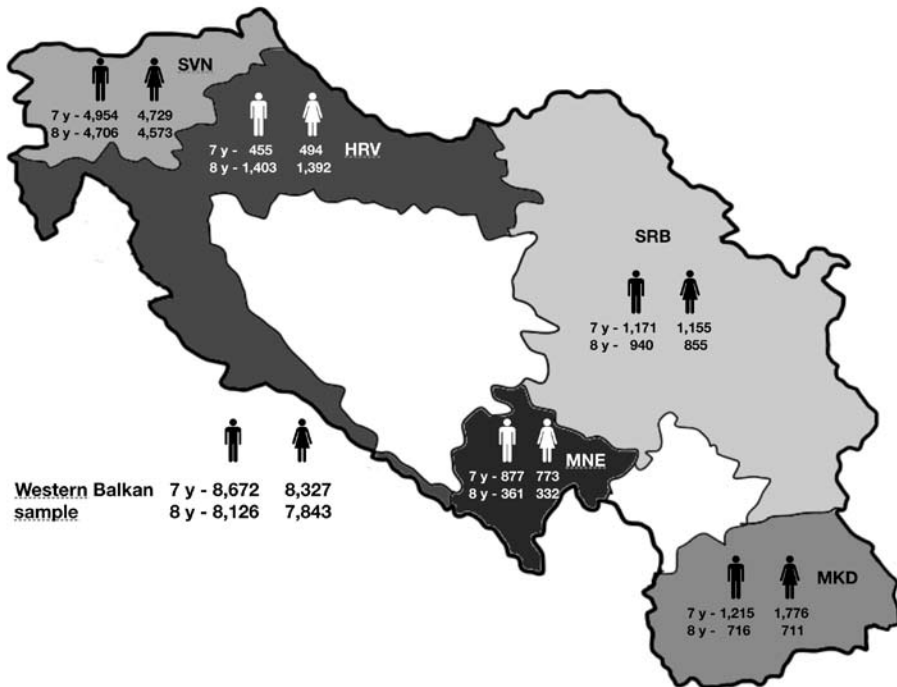 SVN
7 y - 4,954 4,729
8 y - 4,706 4,573
HRV
7 y - 455 494
8 y - 1,403 1,392
SRB
7 y - 1,171 1,155
8 y - 940 855
MNE
7 y - 877 773
8 y - 361 332
Western Balkan 7 y - 8,672 8,327
sample 8 y - 8,126 7,843
MKD
7 y - 1,215 1,776
8 y - 716 711